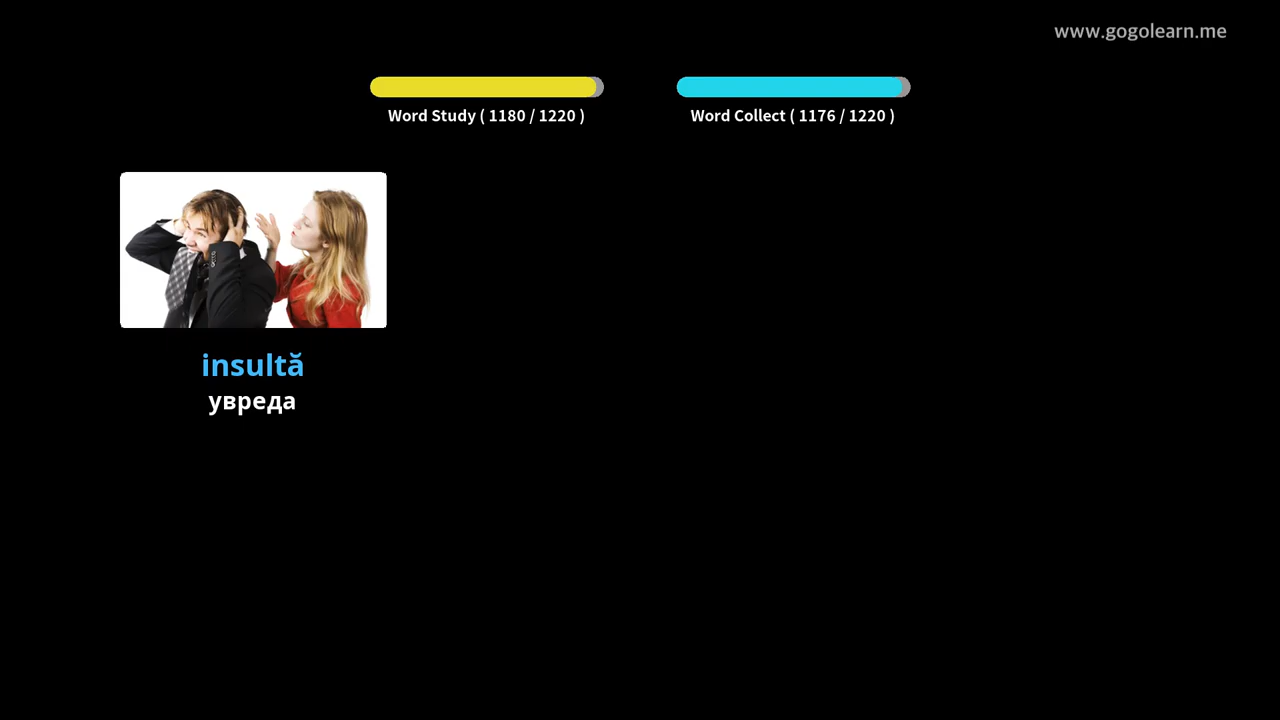 www.gogolearn.me
Word Study ( 1180 / 1220 )
Word Collect ( 1176 / 1220 )
insultă
увреда